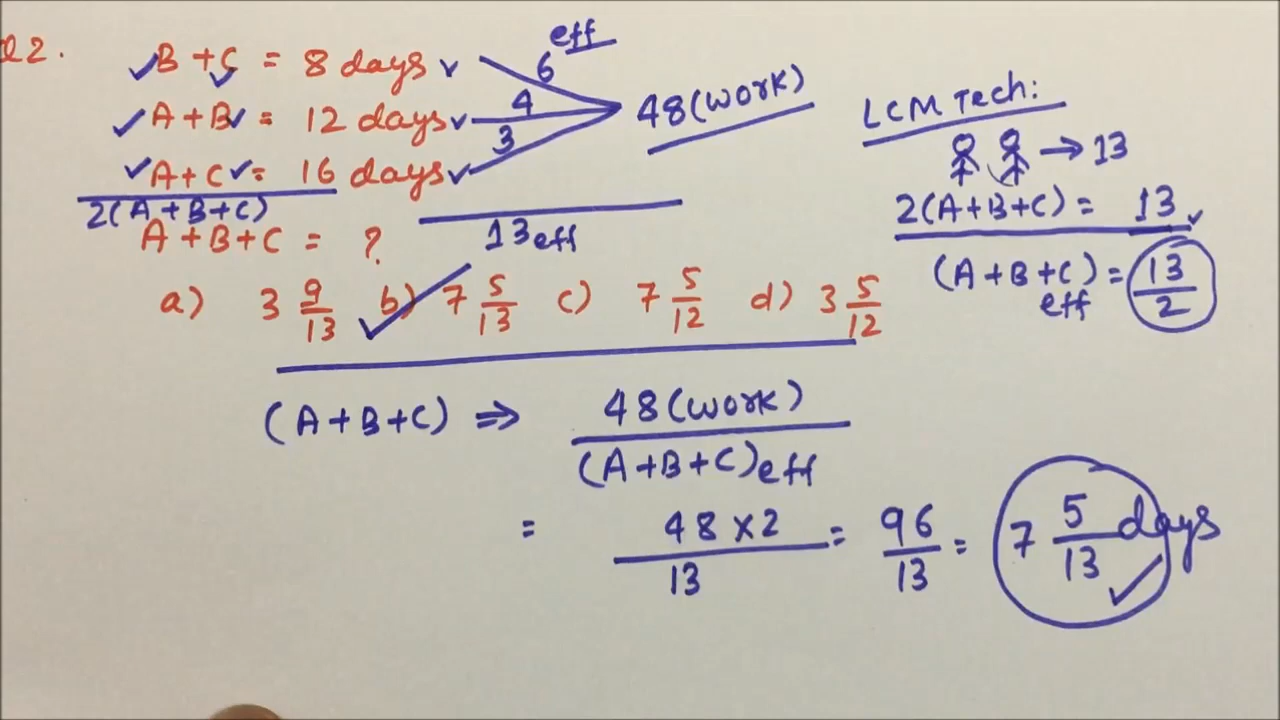 Q2.
B + C = 8 days
eff
6
A + B = 12 days
4
48 (work)
LCM Tech:
3
A + C = 16 days
→ 13
2(A+B+C)
2(A+B+C) = 13
A + B + C = ?
13 eff
(A+B+C) eff = 13/2
a) 3 9/13 b) 7 5/13 c) 7 5/12 d) 3 5/12
(A+B+C) ⇒ 48 (work) / (A+B+C) eff
= 48 × 2 / 13 = 96/13 = 7 5/13 days